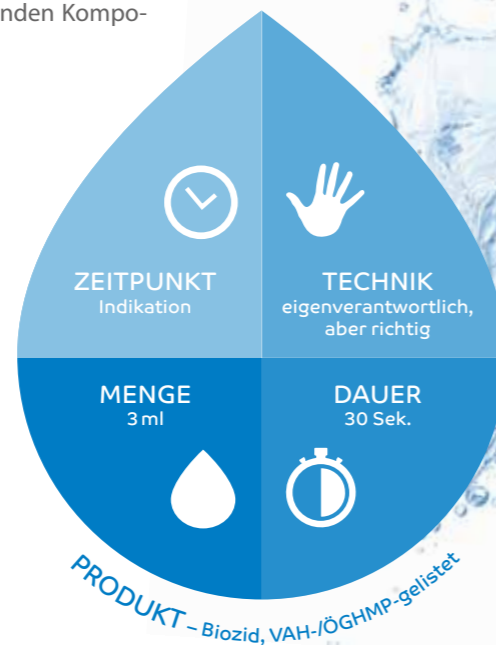 nden Kompo-
ZEITPUNKT
Indikation
TECHNIK
eigenverantwortlich,
aber richtig
MENGE
3 ml
DAUER
30 Sek.
PRODUKT – Biozid, VAH-/ÖGHMP-gelistet